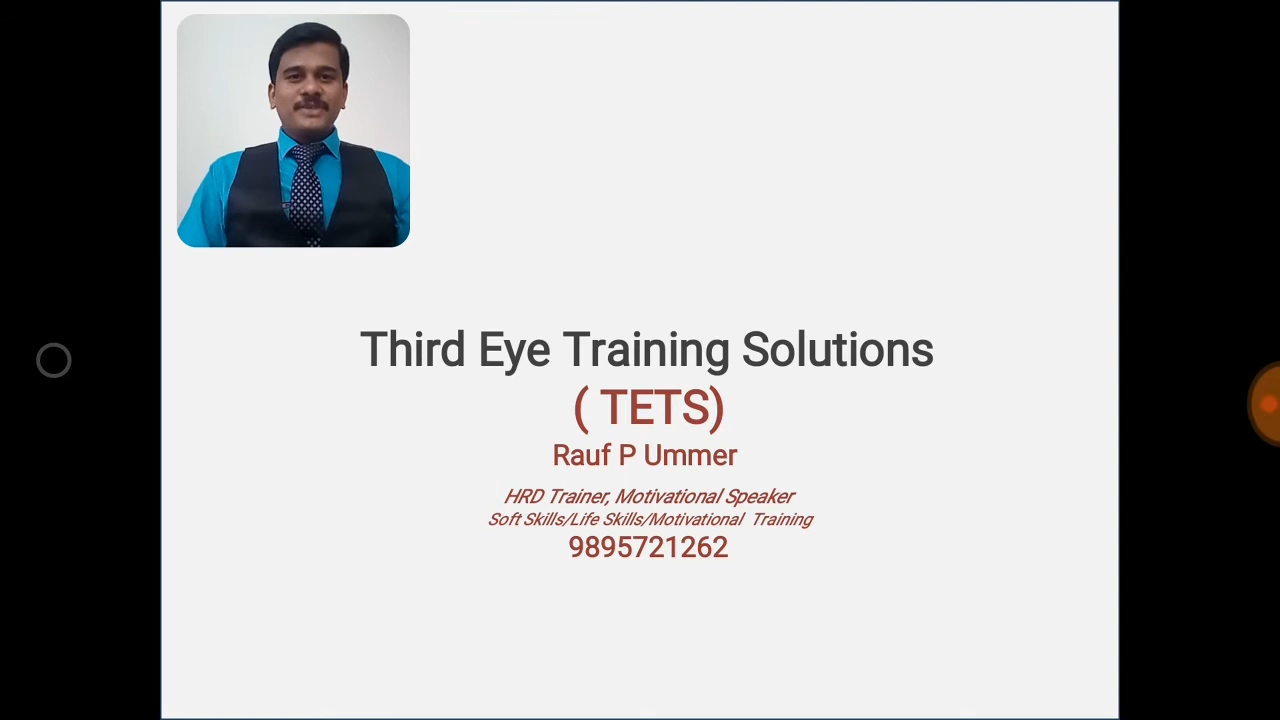 Third Eye Training Solutions
( TETS)
Rauf P Ummer
HRD Trainer, Motivational Speaker
Soft Skills/Life Skills/Motivational  Training
9895721262